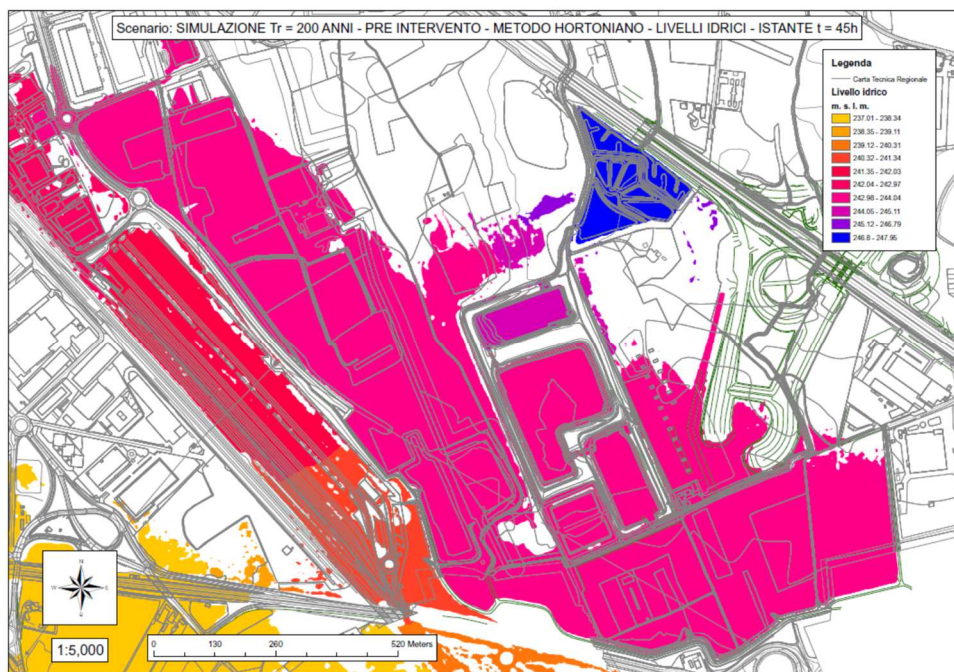 Scenario: SIMULAZIONE Tr = 200 ANNI - PRE INTERVENTO - METODO HORTONIANO - LIVELLI IDRICI - ISTANTE t = 45h
Legenda
Carta Tecnica Regionale
Livello idrico
m. s. l. m.
237.01 - 238.34
238.35 - 239.11
239.12 - 240.31
240.32 - 241.34
241.35 - 242.03
242.04 - 242.97
242.98 - 244.04
244.05 - 245.11
245.12 - 246.79
246.8 - 247.95
N
W E
S
1:5,000
0 130 260 520 Meters